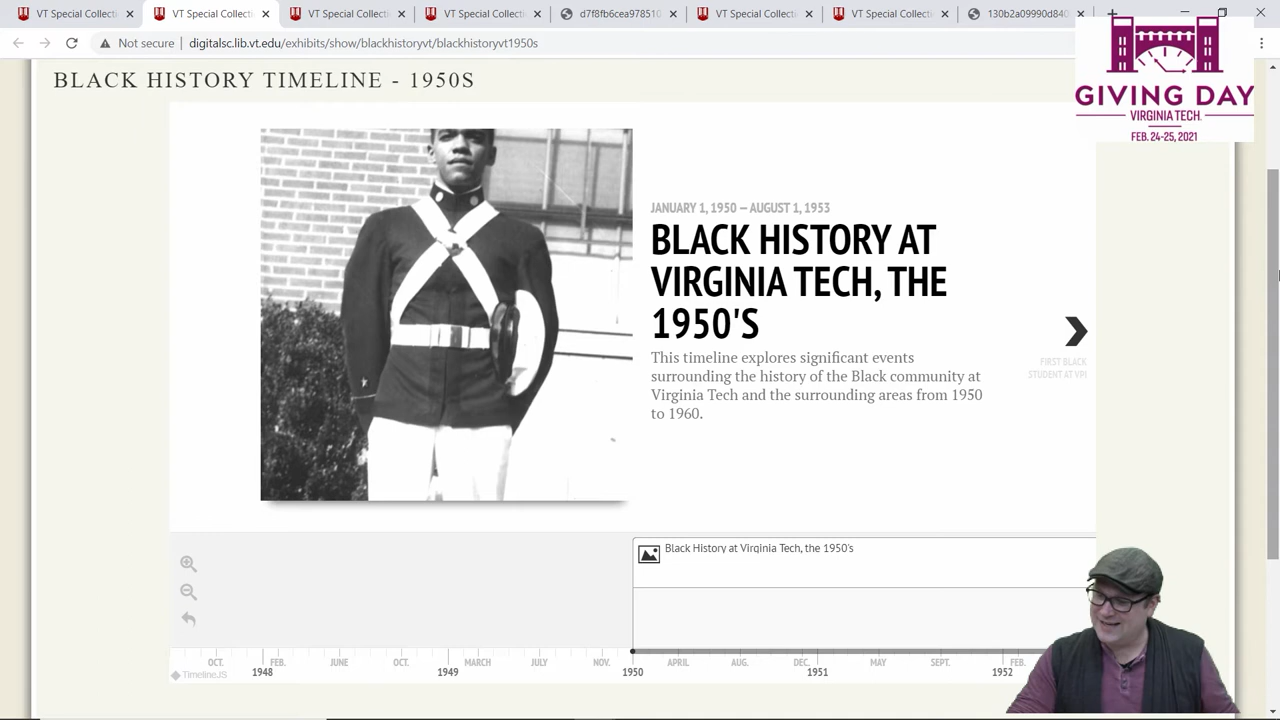 VT Special Collecti
VT Special Collecti
VT Special Collecti
VT Special Collecti
VT Special Collecti
VT Special Collecti
Not secure
digitalsc.lib.vt.edu/exhibits/show/blackhistoryvt/blackhistoryvt1950s
GIVING DAY
VIRGINIA TECH.
FEB. 24-25, 2021
BLACK HISTORY TIMELINE - 1950S
JANUARY 1, 1950 — AUGUST 1, 1953
BLACK HISTORY AT
VIRGINIA TECH, THE
1950'S
This timeline explores significant events
surrounding the history of the Black community at
Virginia Tech and the surrounding areas from 1950
to 1960.
FIRST BLACK
STUDENT AT VPI
Black History at Virginia Tech, the 1950's
OCT. FEB. JUNE OCT. MARCH JULY NOV. APRIL AUG. DEC. MAY SEPT. FEB.
1948 1949 1950 1951 1952
TimelineJS